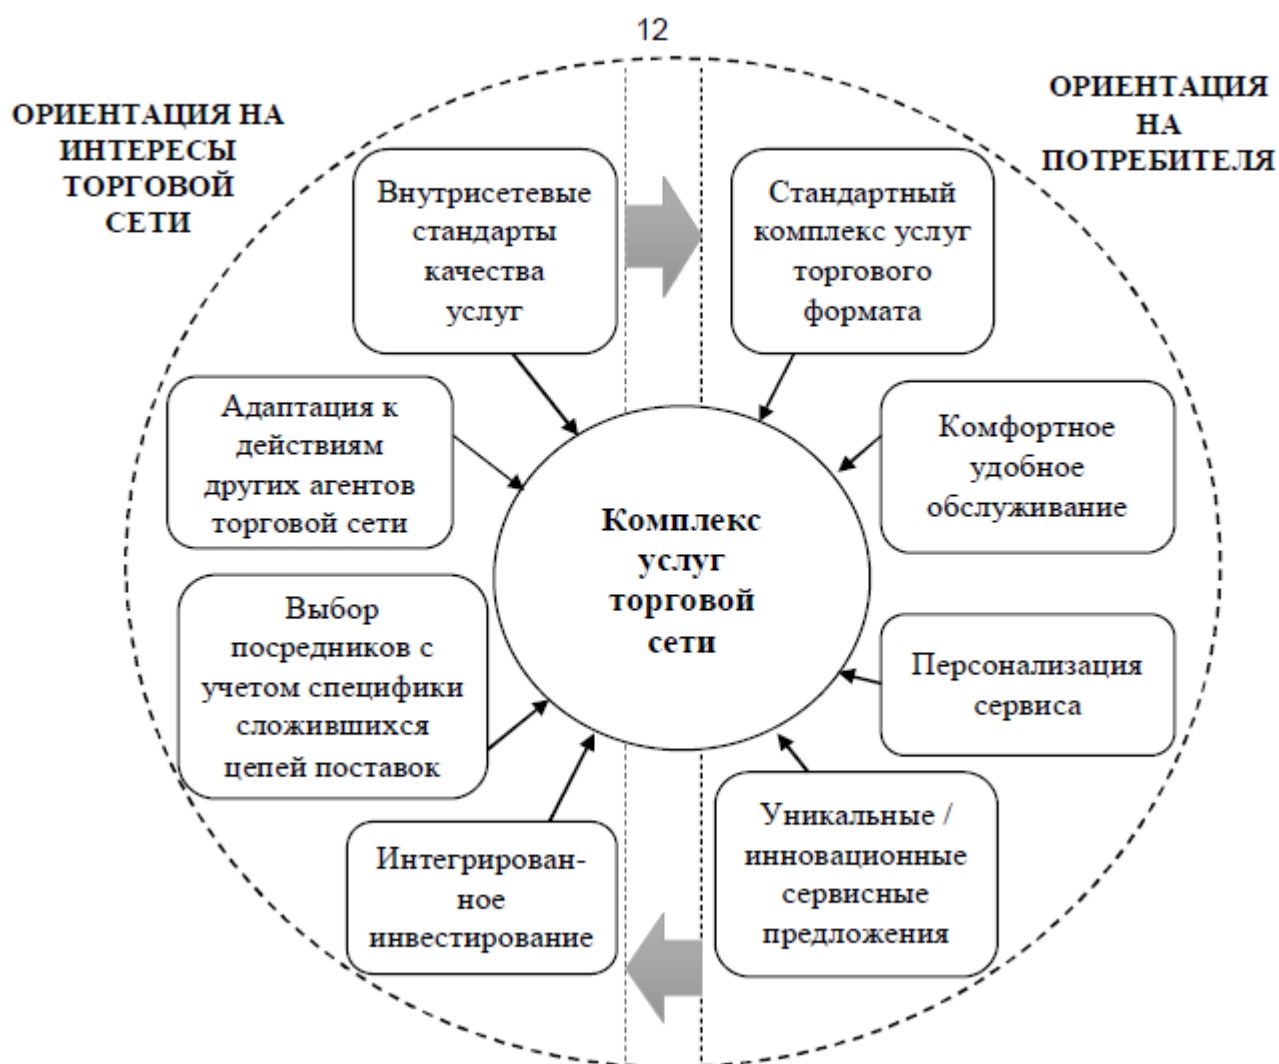 12
ОРИЕНТАЦИЯ НА
ИНТЕРЕСЫ
ТОРГОВОЙ
СЕТИ
ОРИЕНТАЦИЯ
НА
ПОТРЕБИТЕЛЯ
Внутрисетевые
стандарты
качества
услуг
Стандартный
комплекс услуг
торгового
формата
Адаптация к
действиям
других агентов
торговой сети
Комфортное
удобное
обслуживание
Комплекс
услуг
торговой
сети
Выбор
посредников с
учетом специфики
сложившихся
цепей поставок
Персонализация
сервиса
Интегрирован-
ное
инвестирование
Уникальные /
инновационные
сервисные
предложения